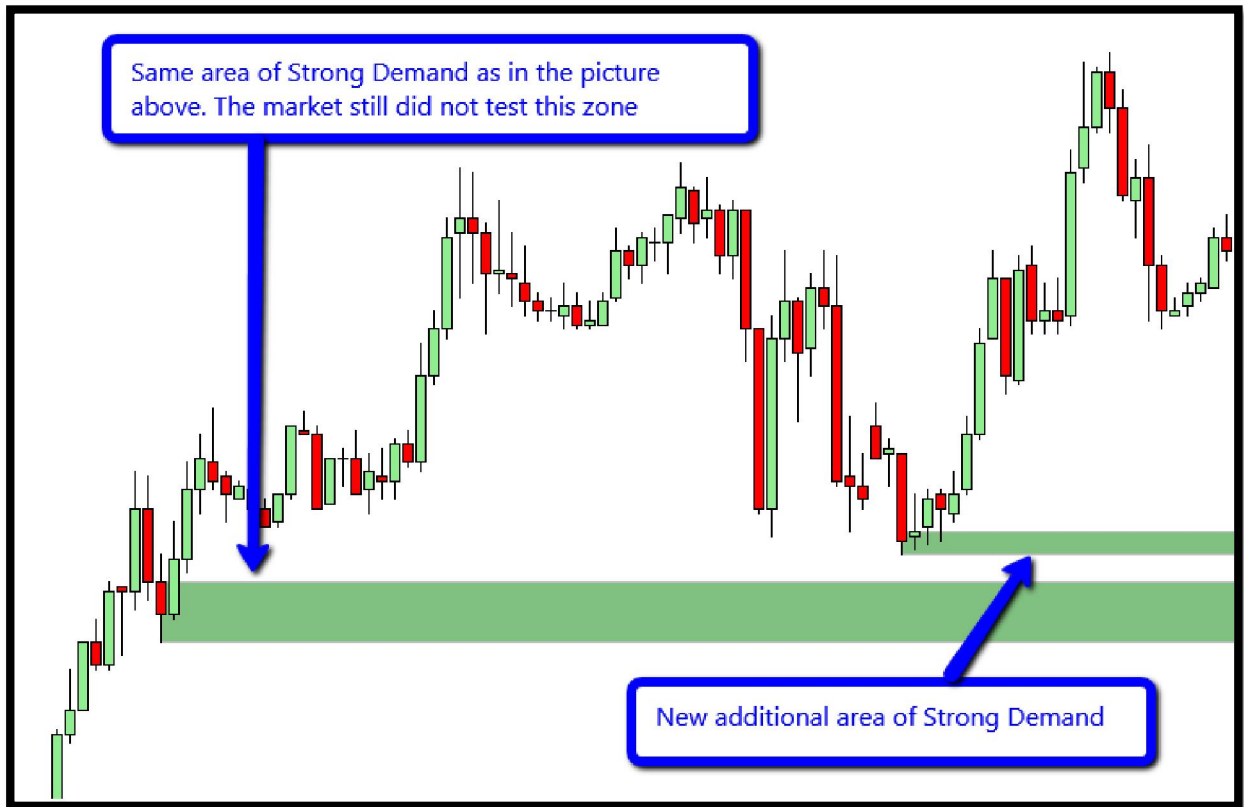 Same area of Strong Demand as in the picture
above. The market still did not test this zone
New additional area of Strong Demand